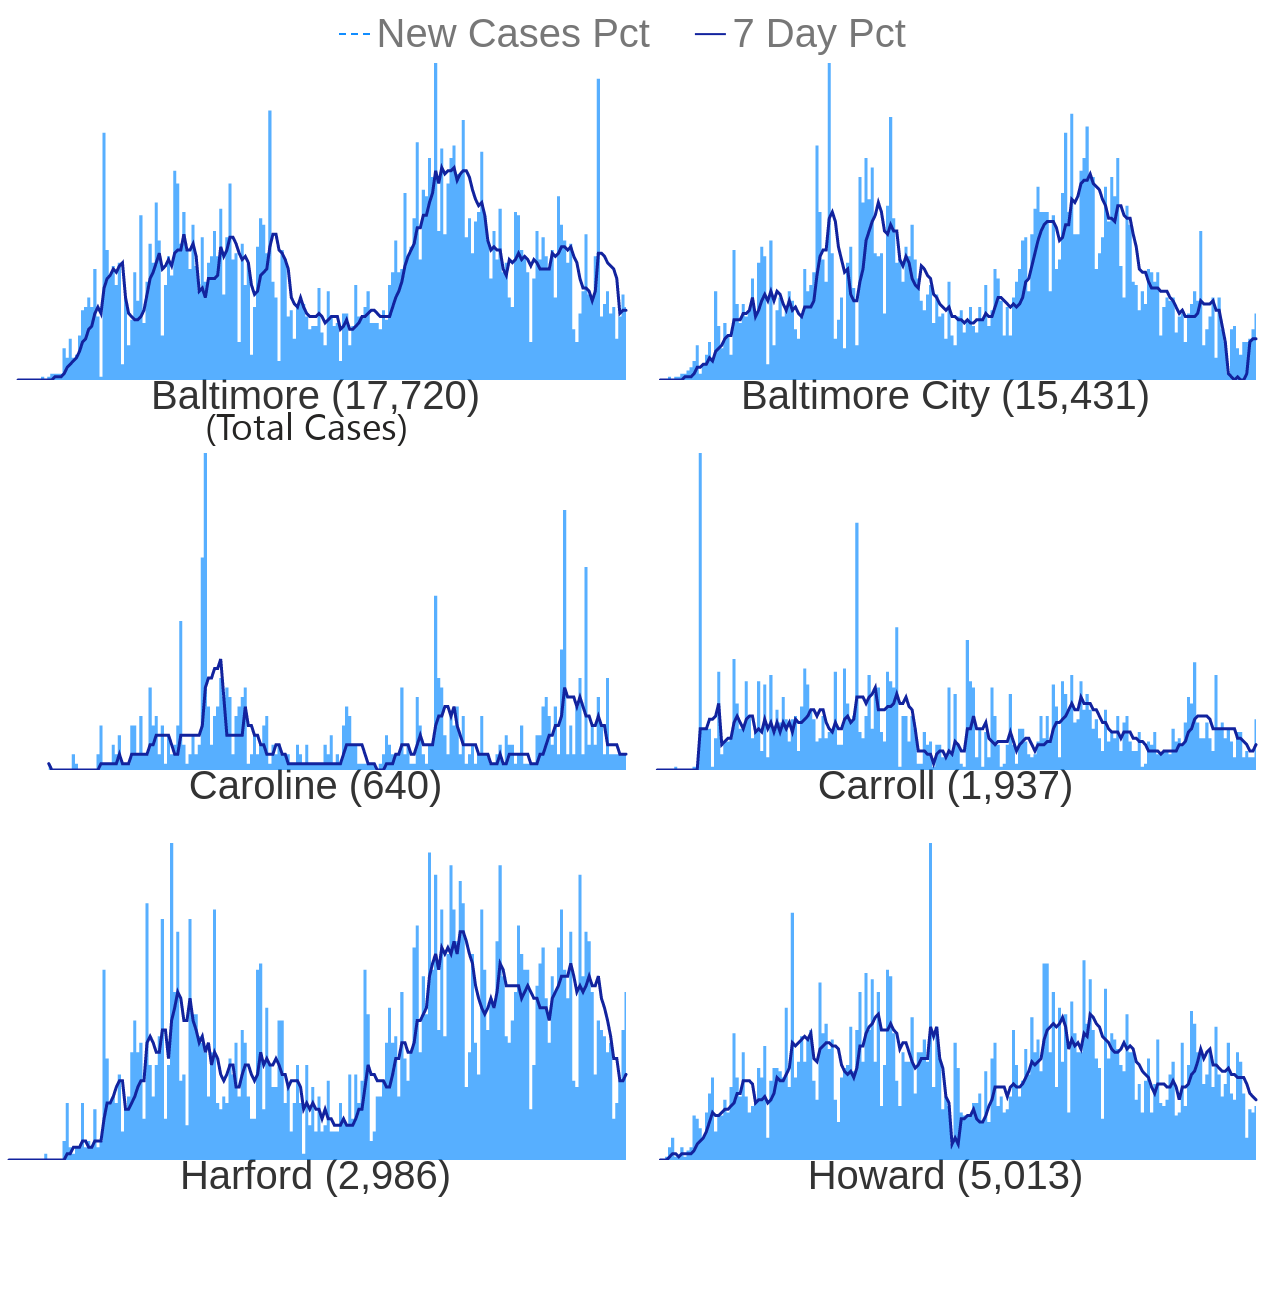 New Cases Pct 7 Day Pct
Baltimore (17,720) Baltimore City (15,431)
(Total Cases)
Caroline (640) Carroll (1,937)
Harford (2,986) Howard (5,013)